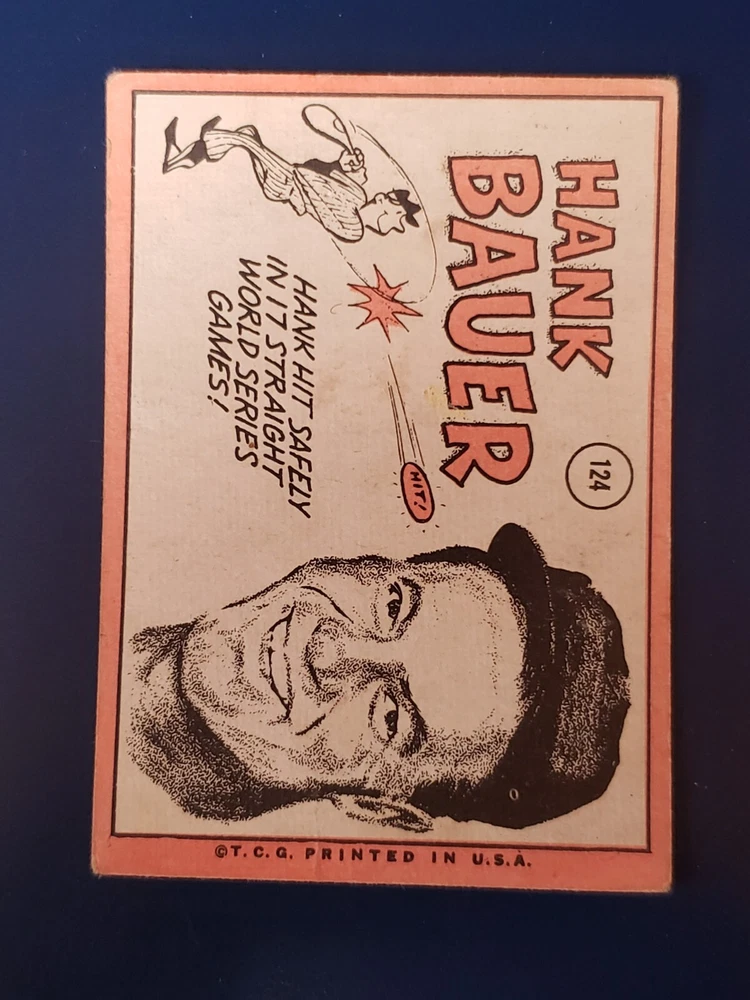 HANK
BAUER
124
HIT!
HANK HIT SAFELY
IN 17 STRAIGHT
WORLD SERIES
GAMES!
©T.C.G. PRINTED IN U.S.A.